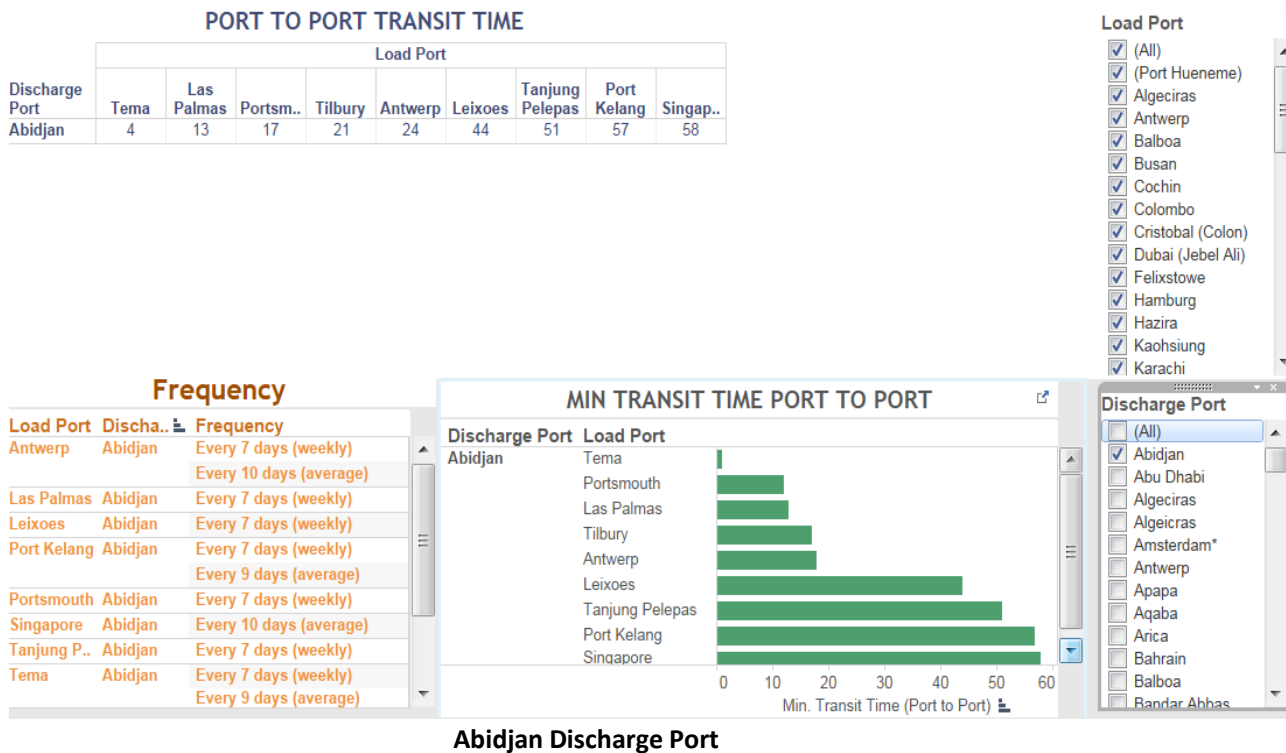 PORT TO PORT TRANSIT TIME
Load Port
Discharge Port Tema Las Palmas Portsm.. Tilbury Antwerp Leixoes Tanjung Pelepas Port Kelang Singap..
Abidjan 4 13 17 21 24 44 51 57 58
Load Port
(All)
(Port Hueneme)
Algeciras
Antwerp
Balboa
Busan
Cochin
Colombo
Cristobal (Colon)
Dubai (Jebel Ali)
Felixstowe
Hamburg
Hazira
Kaohsiung
Karachi
Frequency
Load Port Discha.. Frequency
Antwerp Abidjan Every 7 days (weekly)
Every 10 days (average)
Las Palmas Abidjan Every 7 days (weekly)
Leixoes Abidjan Every 7 days (weekly)
Port Kelang Abidjan Every 7 days (weekly)
Every 9 days (average)
Portsmouth Abidjan Every 7 days (weekly)
Singapore Abidjan Every 10 days (average)
Tanjung P.. Abidjan Every 7 days (weekly)
Tema Abidjan Every 7 days (weekly)
Every 9 days (average)
MIN TRANSIT TIME PORT TO PORT
Discharge Port Load Port
Abidjan Tema
Portsmouth
Las Palmas
Tilbury
Antwerp
Leixoes
Tanjung Pelepas
Port Kelang
Singapore
0 10 20 30 40 50 60
Min. Transit Time (Port to Port)
Discharge Port
(All)
Abidjan
Abu Dhabi
Algeciras
Algeicras
Amsterdam*
Antwerp
Apapa
Aqaba
Arica
Bahrain
Balboa
Bandar Abbas
Abidjan Discharge Port